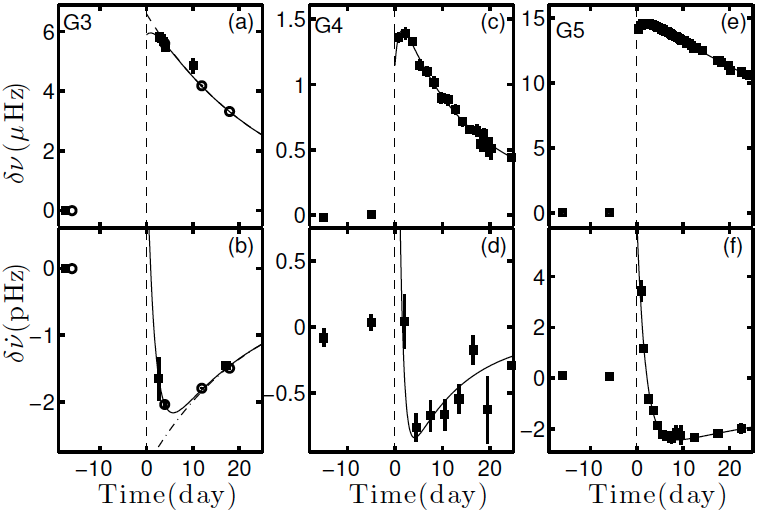 G3
(a)
G4
(c)
G5
(e)
6
4
2
0
1.5
1
0.5
0
15
10
5
0
δν(μHz)
(b)
(d)
(f)
0
−1
−2
0.5
0
−0.5
4
2
0
−2
δν̇(pHz)
−10 0 10 20
−10 0 10 20
−10 0 10 20
Time(day)
Time(day)
Time(day)